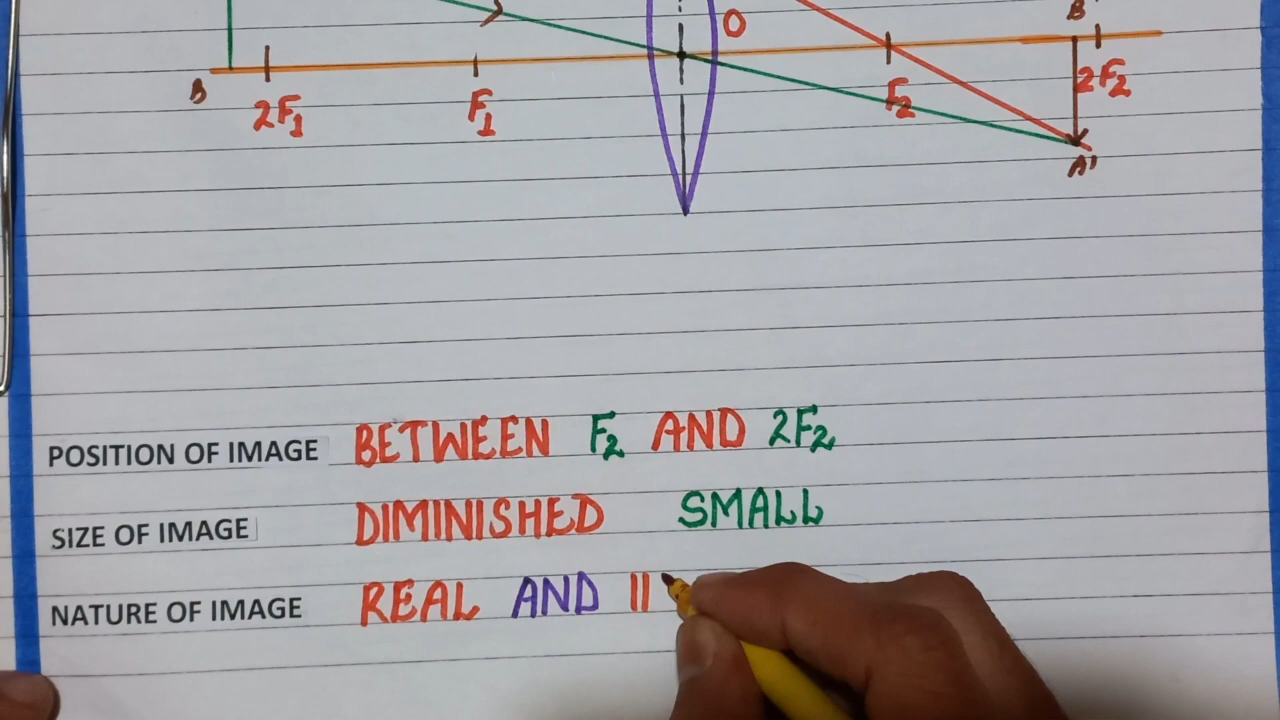 O B'
B 2F₁ F₁ F₂ 2F₂
A'
POSITION OF IMAGE BETWEEN F₂ AND 2F₂
SIZE OF IMAGE DIMINISHED SMALL
NATURE OF IMAGE REAL AND II